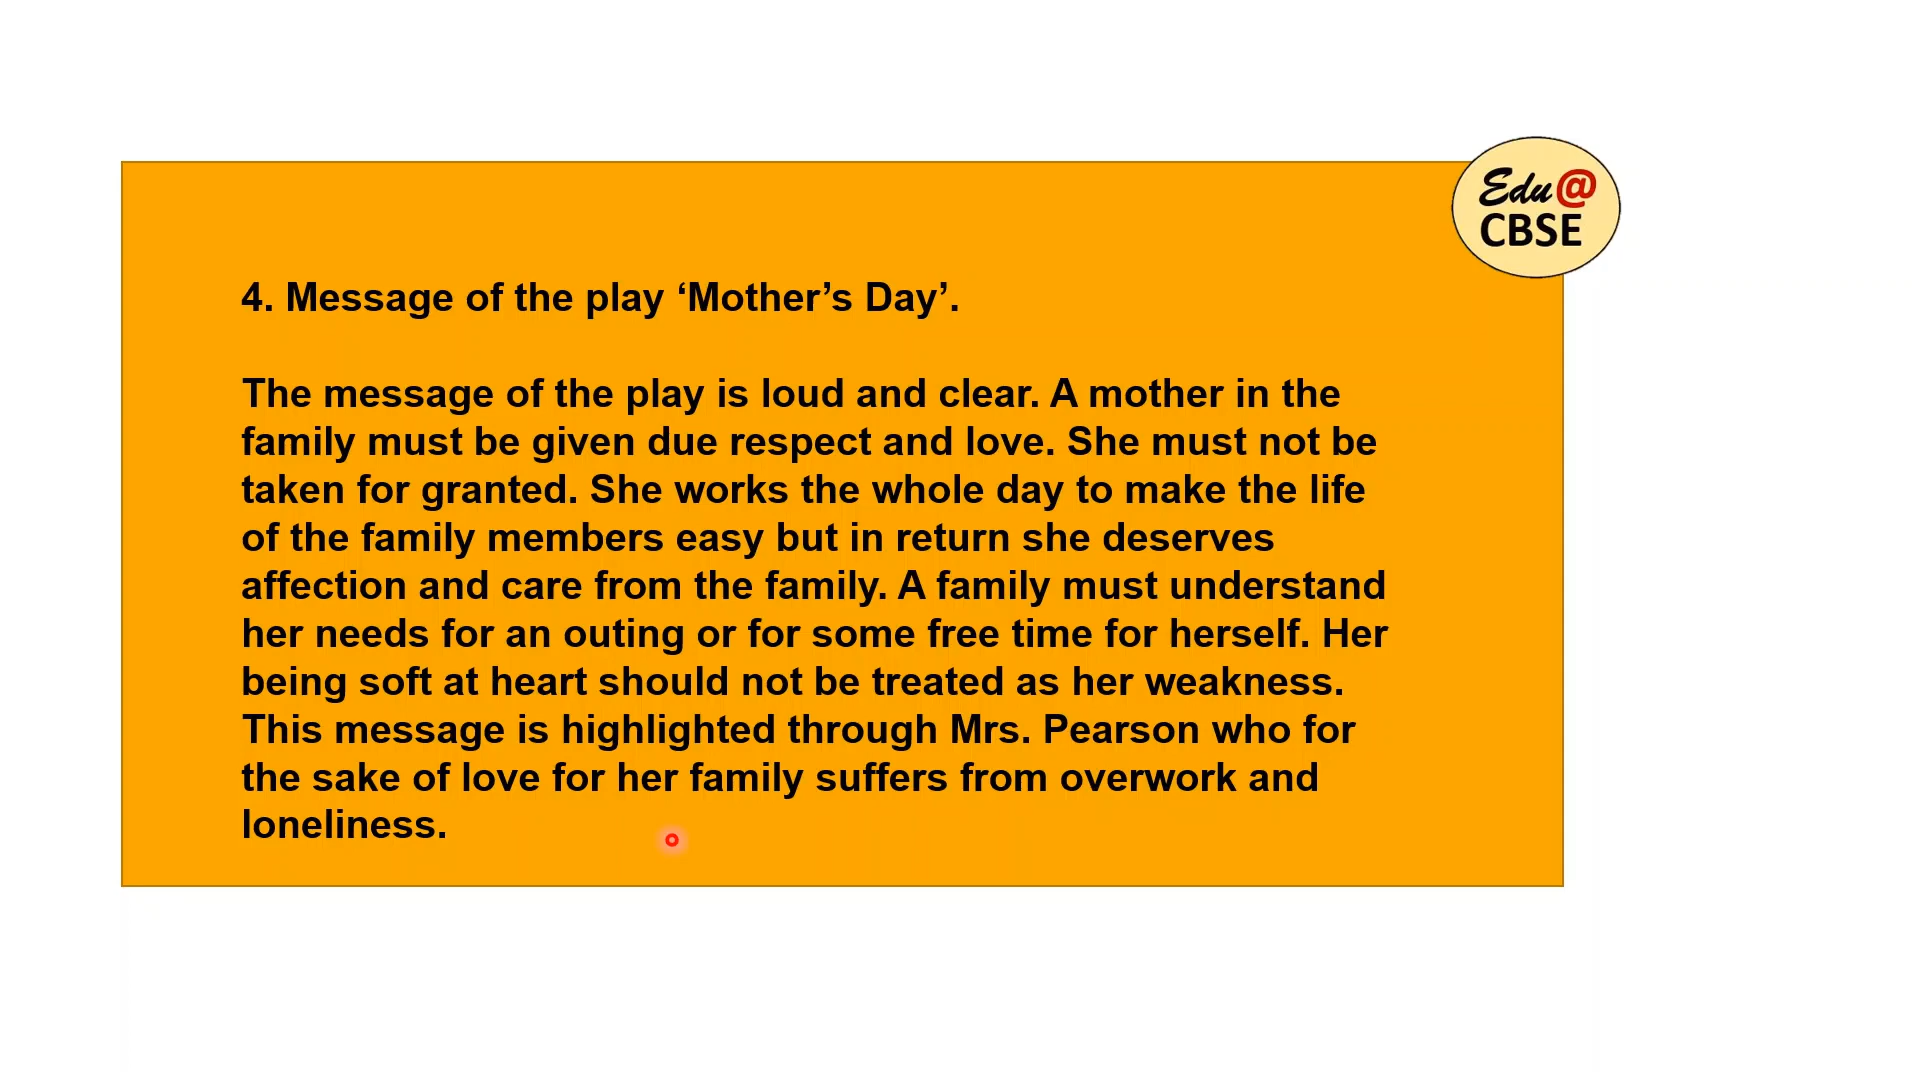 Edu@
CBSE
4. Message of the play ‘Mother’s Day’.
The message of the play is loud and clear. A mother in the
family must be given due respect and love. She must not be
taken for granted. She works the whole day to make the life
of the family members easy but in return she deserves
affection and care from the family. A family must understand
her needs for an outing or for some free time for herself. Her
being soft at heart should not be treated as her weakness.
This message is highlighted through Mrs. Pearson who for
the sake of love for her family suffers from overwork and
loneliness.